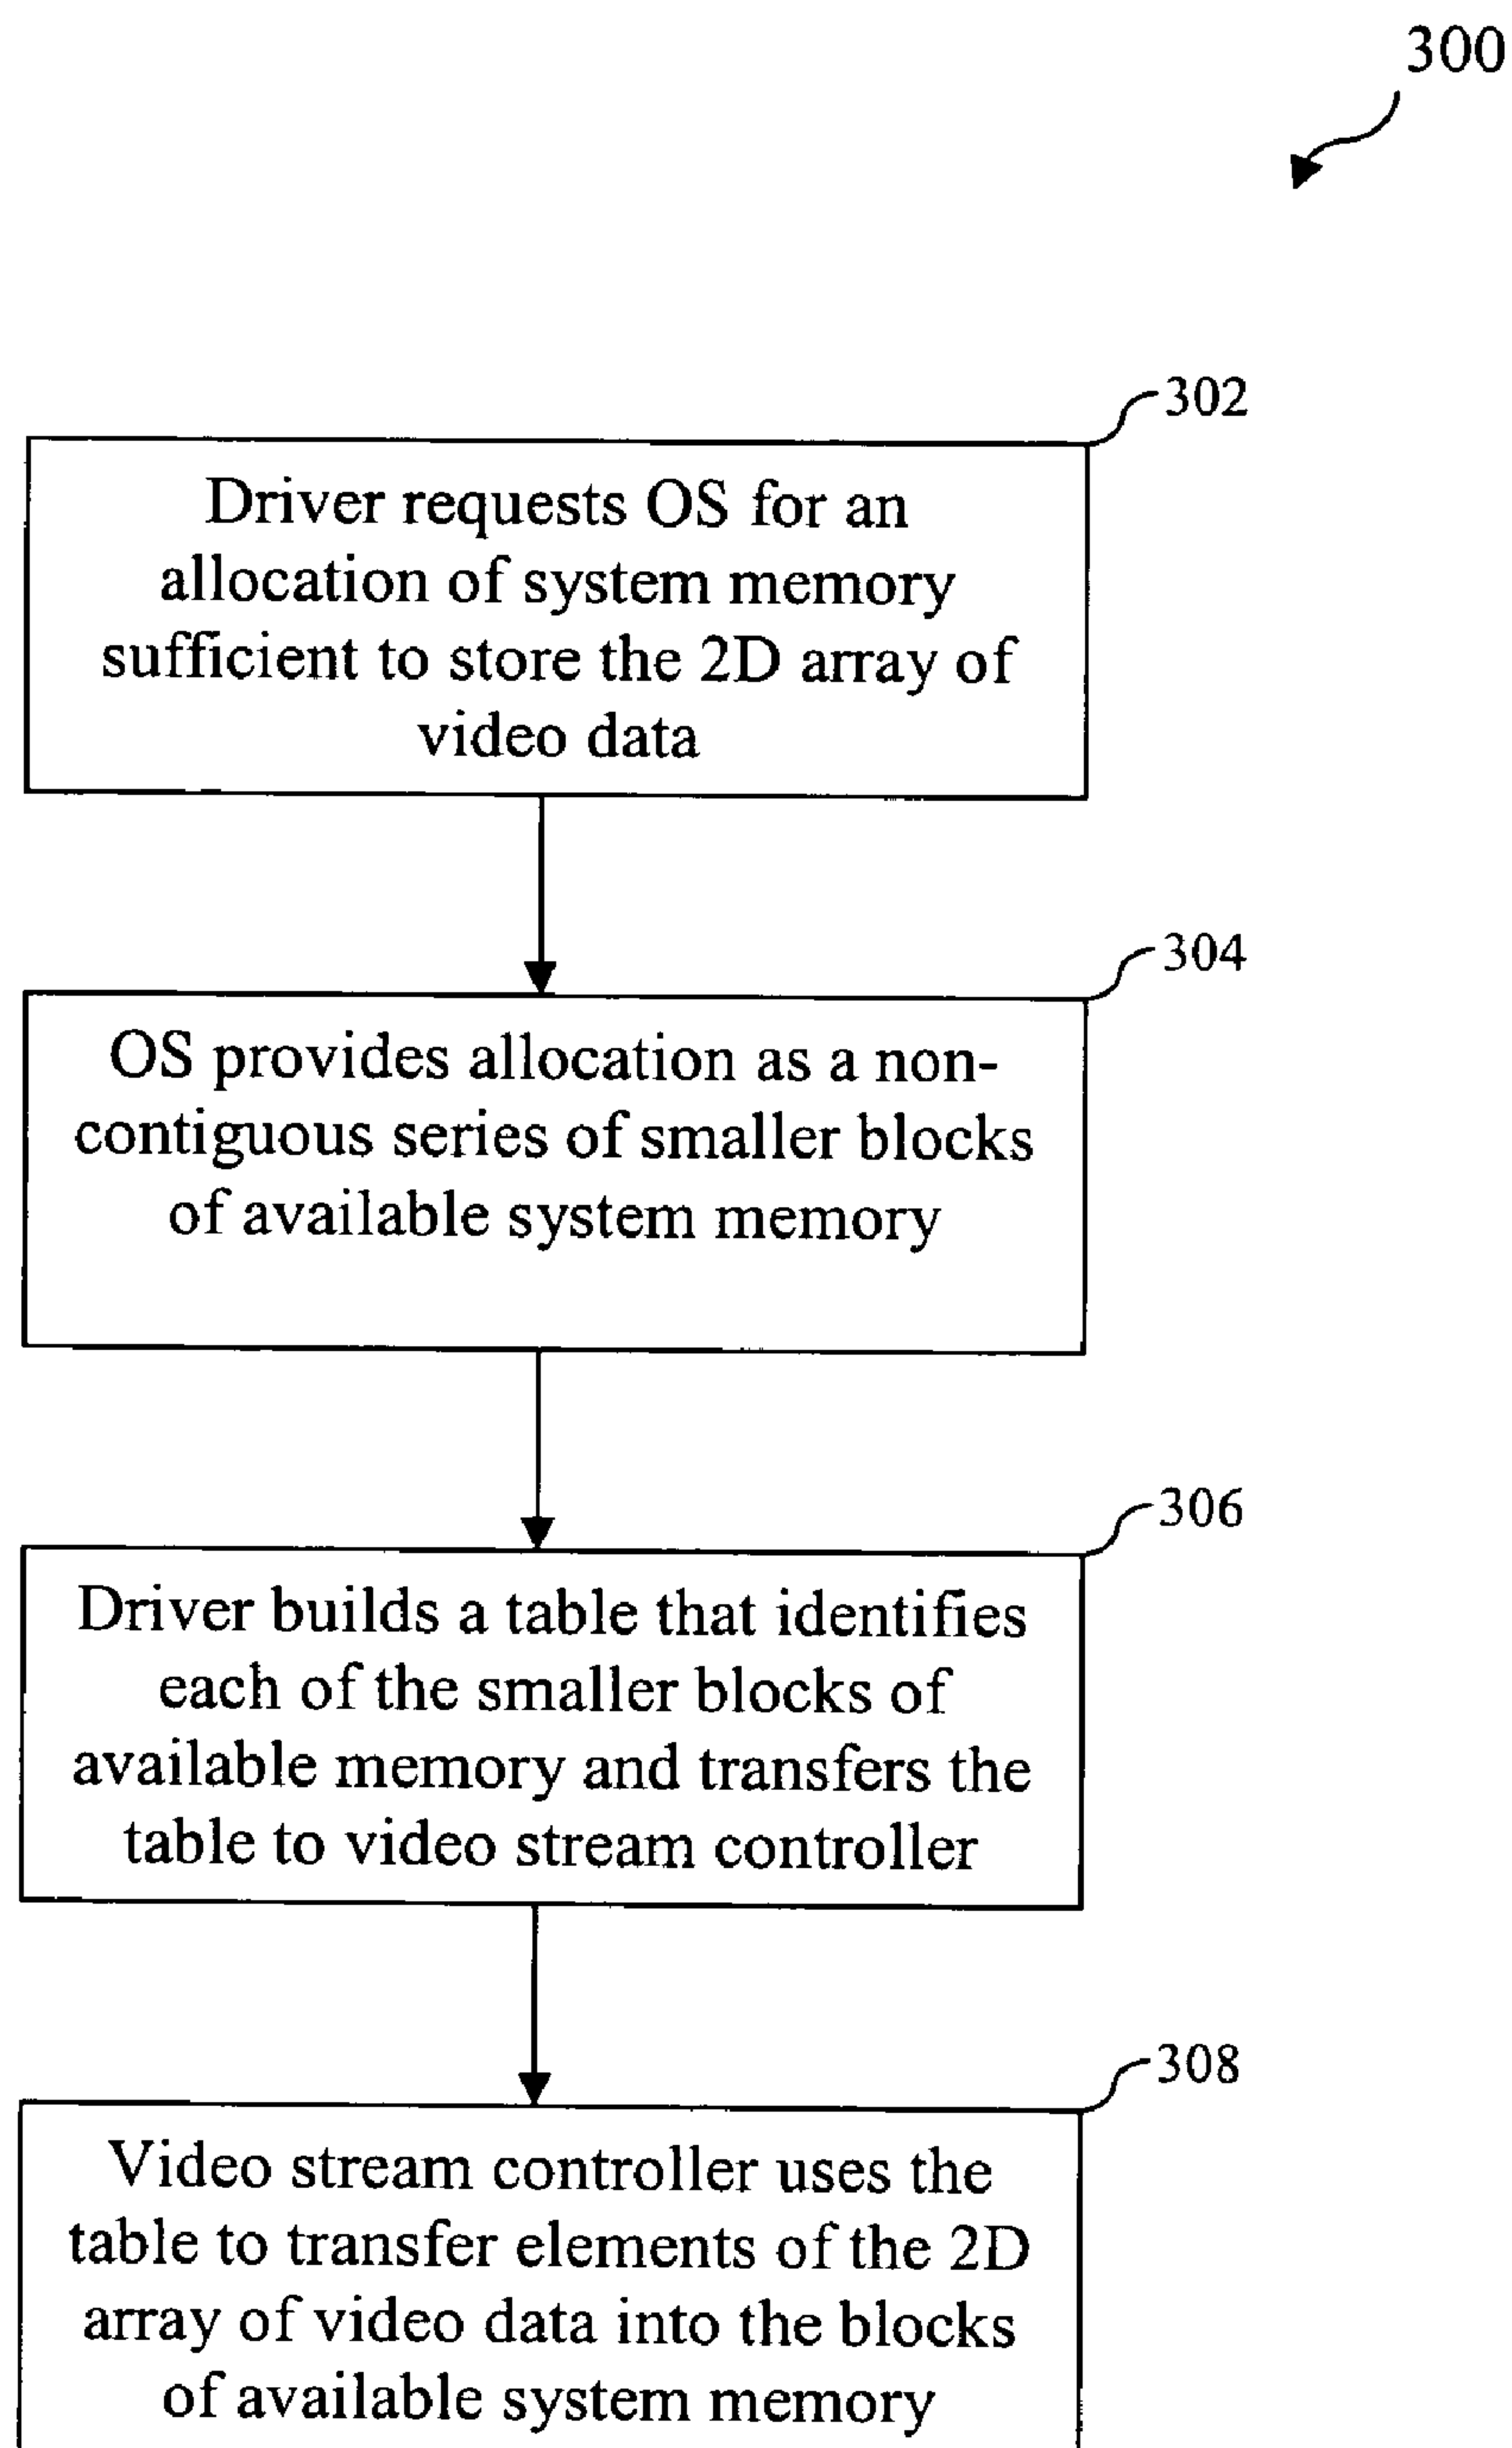 300
302
Driver requests OS for an
allocation of system memory
sufficient to store the 2D array of
video data
304
OS provides allocation as a non-
contiguous series of smaller blocks
of available system memory
306
Driver builds a table that identifies
each of the smaller blocks of
available memory and transfers the
table to video stream controller
308
Video stream controller uses the
table to transfer elements of the 2D
array of video data into the blocks
of available system memory